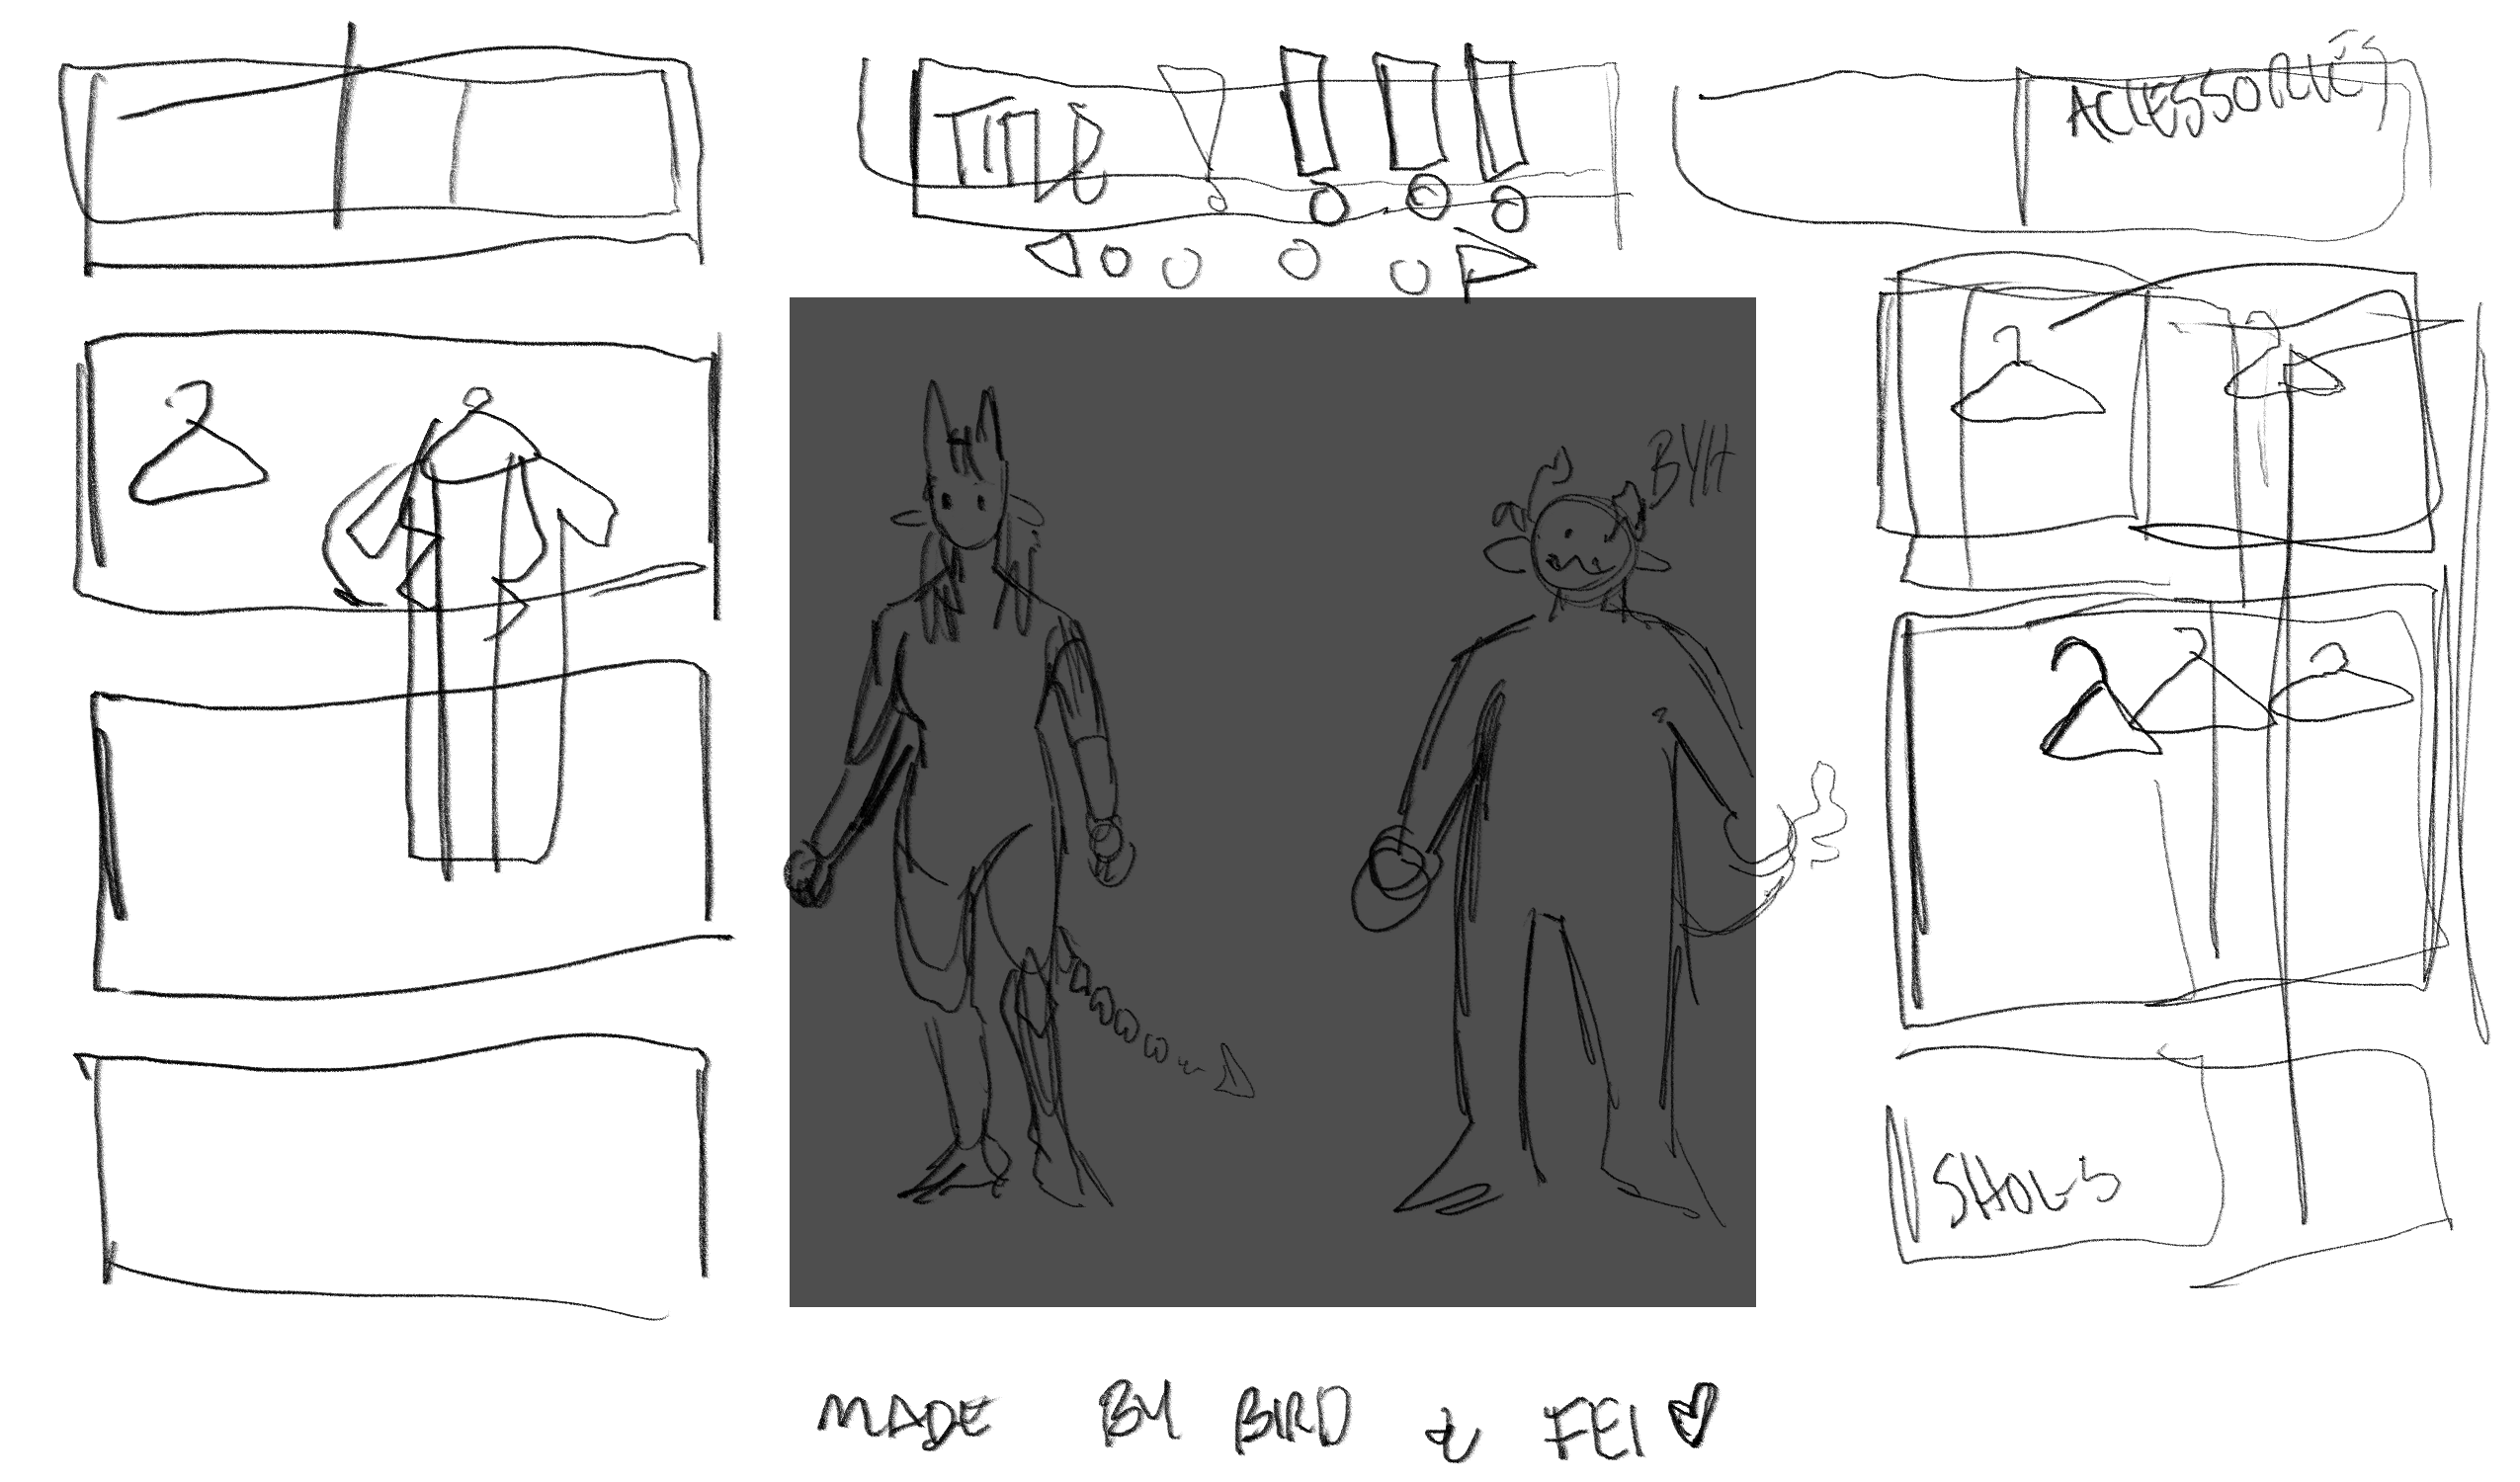 TITLE
ACCESSORIES
BYH
SHOES
MADE BY BIRD & FEI